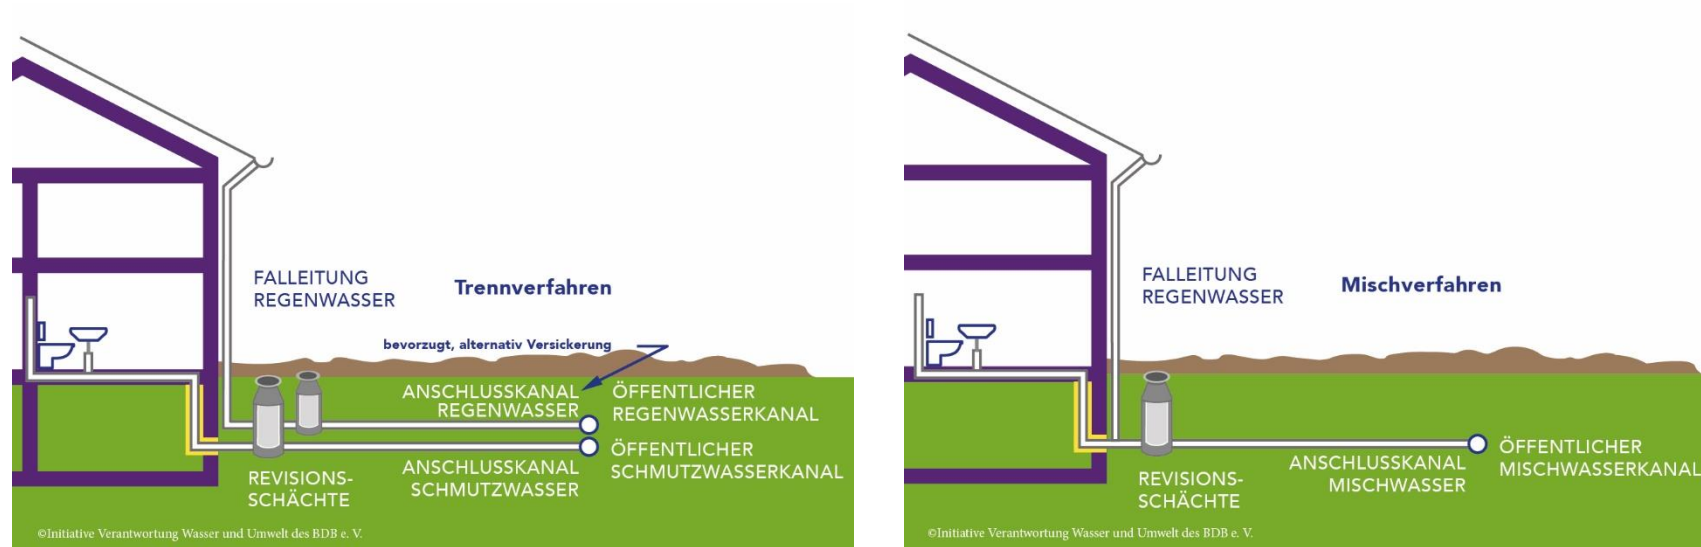 FALLEITUNG
REGENWASSER
Trennverfahren
bevorzugt, alternativ Versickerung
ANSCHLUSSKANAL
REGENWASSER
ÖFFENTLICHER
REGENWASSERKANAL
ÖFFENTLICHER
SCHMUTZWASSERKANAL
ANSCHLUSSKANAL
SCHMUTZWASSER
REVISIONS-
SCHÄCHTE
©Initiative Verantwortung Wasser und Umwelt des BDB e. V.
FALLEITUNG
REGENWASSER
Mischverfahren
ÖFFENTLICHER
MISCHWASSERKANAL
ANSCHLUSSKANAL
MISCHWASSER
REVISIONS-
SCHÄCHTE
©Initiative Verantwortung Wasser und Umwelt des BDB e. V.